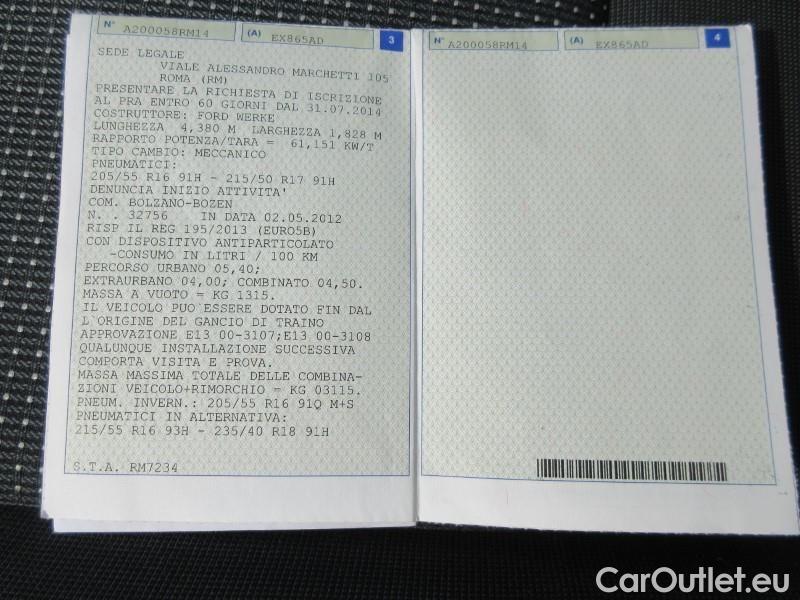 N° A200058RM14 (A) EX865AD 3
SEDE LEGALE
VIALE ALESSANDRO MARCHETTI 105
ROMA (RM)
PRESENTARE LA RICHIESTA DI ISCRIZIONE
AL PRA ENTRO 60 GIORNI DAL 31.07.2014
COSTRUTTORE: FORD WERKE
LUNGHEZZA 4,380 M LARGHEZZA 1,828 M
RAPPORTO POTENZA/TARA = 61,151 KW/T
TIPO CAMBIO: MECCANICO
PNEUMATICI:
205/55 R16 91H - 215/50 R17 91H
DENUNCIA INIZIO ATTIVITA'
COM. BOLZANO-BOZEN
N. . 32756 IN DATA 02.05.2012
RISP IL REG 195/2013 (EURO5B)
CON DISPOSITIVO ANTIPARTICOLATO
-CONSUMO IN LITRI / 100 KM
PERCORSO URBANO 05,40;
EXTRAURBANO 04,00; COMBINATO 04,50.
MASSA A VUOTO = KG 1315.
IL VEICOLO PUO ESSERE DOTATO FIN DAL
L'ORIGINE DEL GANCIO DI TRAINO
APPROVAZIONE E13 00-3107;E13 00-3108
QUALUNQUE INSTALLAZIONE SUCCESSIVA
COMPORTA VISITA E PROVA.
MASSA MASSIMA TOTALE DELLE COMBINA-
ZIONI VEICOLO+RIMORCHIO = KG 03115.
PNEUM. INVERN.: 205/55 R16 91Q M+S
PNEUMATICI IN ALTERNATIVA:
215/55 R16 93H - 235/40 R18 91H
S.T.A. RM7234
N° A200058RM14 (A) EX865AD 4
CarOutlet.eu